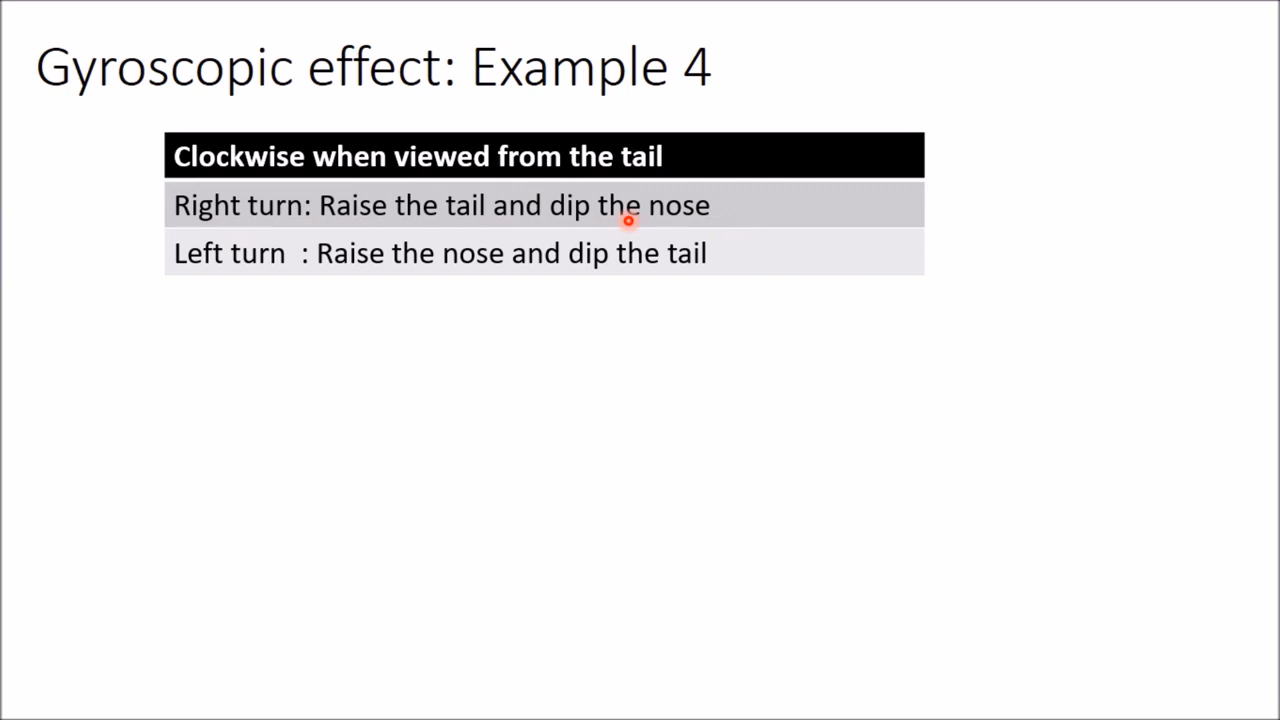 Gyroscopic effect: Example 4
Clockwise when viewed from the tail
Right turn: Raise the tail and dip the nose
Left turn : Raise the nose and dip the tail